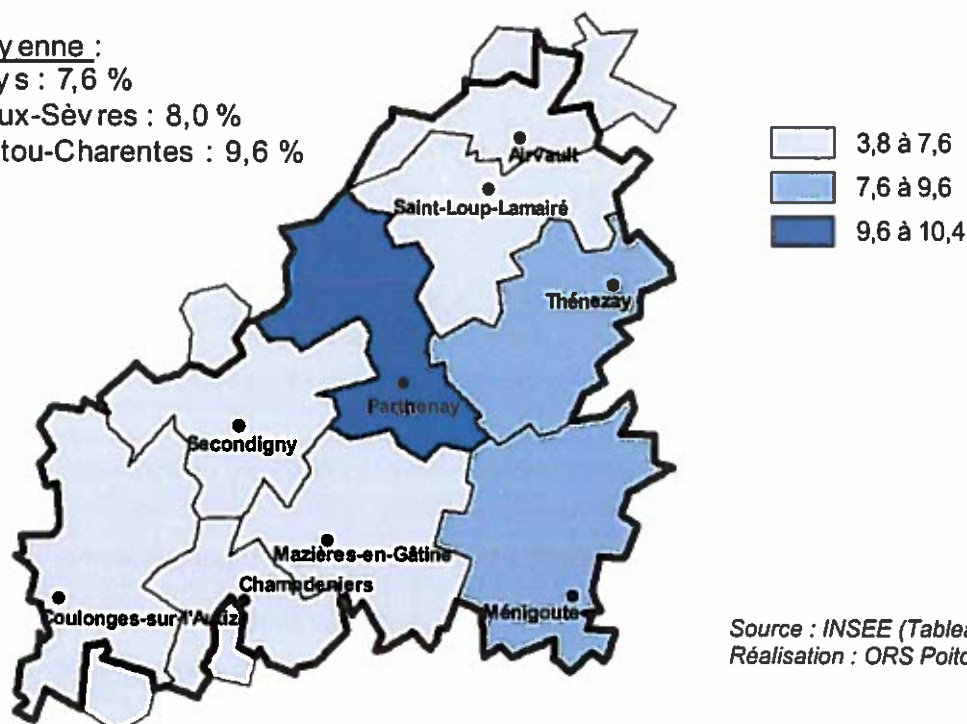 yenne :
ys : 7,6 %
ux-Sèvres : 8,0 %
tou-Charentes : 9,6 %
3,8 à 7,6
7,6 à 9,6
9,6 à 10,4
Airvault
Saint-Loup-Lamairé
Thénezay
Parthenay
Secondigny
Mazières-en-Gâtine
Champdeniers
Coulonges-sur-l'Autize
Ménigoute
Source : INSEE (Tablea
Réalisation : ORS Poito